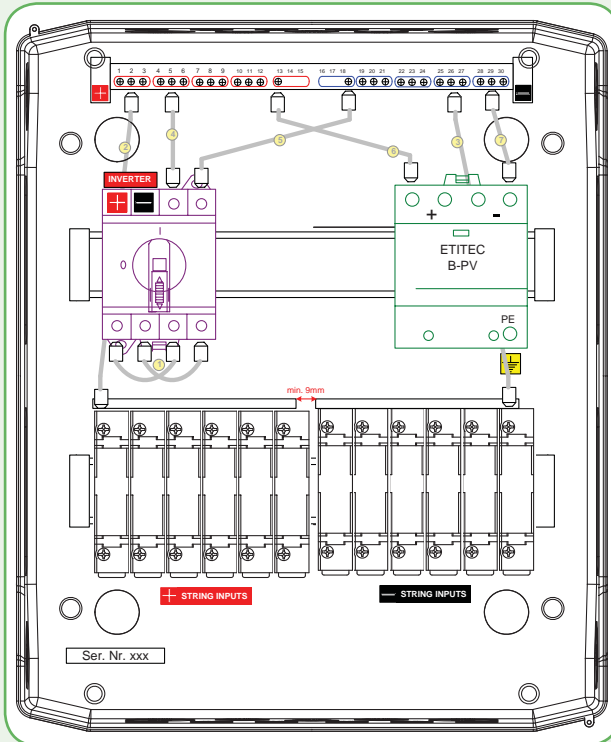 1 2 3 4 5 6 7 8 9 10 11 12 13 14 15 16 17 18 19 20 21 22 23 24 25 26 27 28 29 30
2
4
5
6
3
7
INVERTER
+ -
ETITEC
B-PV
I
O
PE
1
min. 9mm
STRING INPUTS
STRING INPUTS
Ser. Nr. xxx